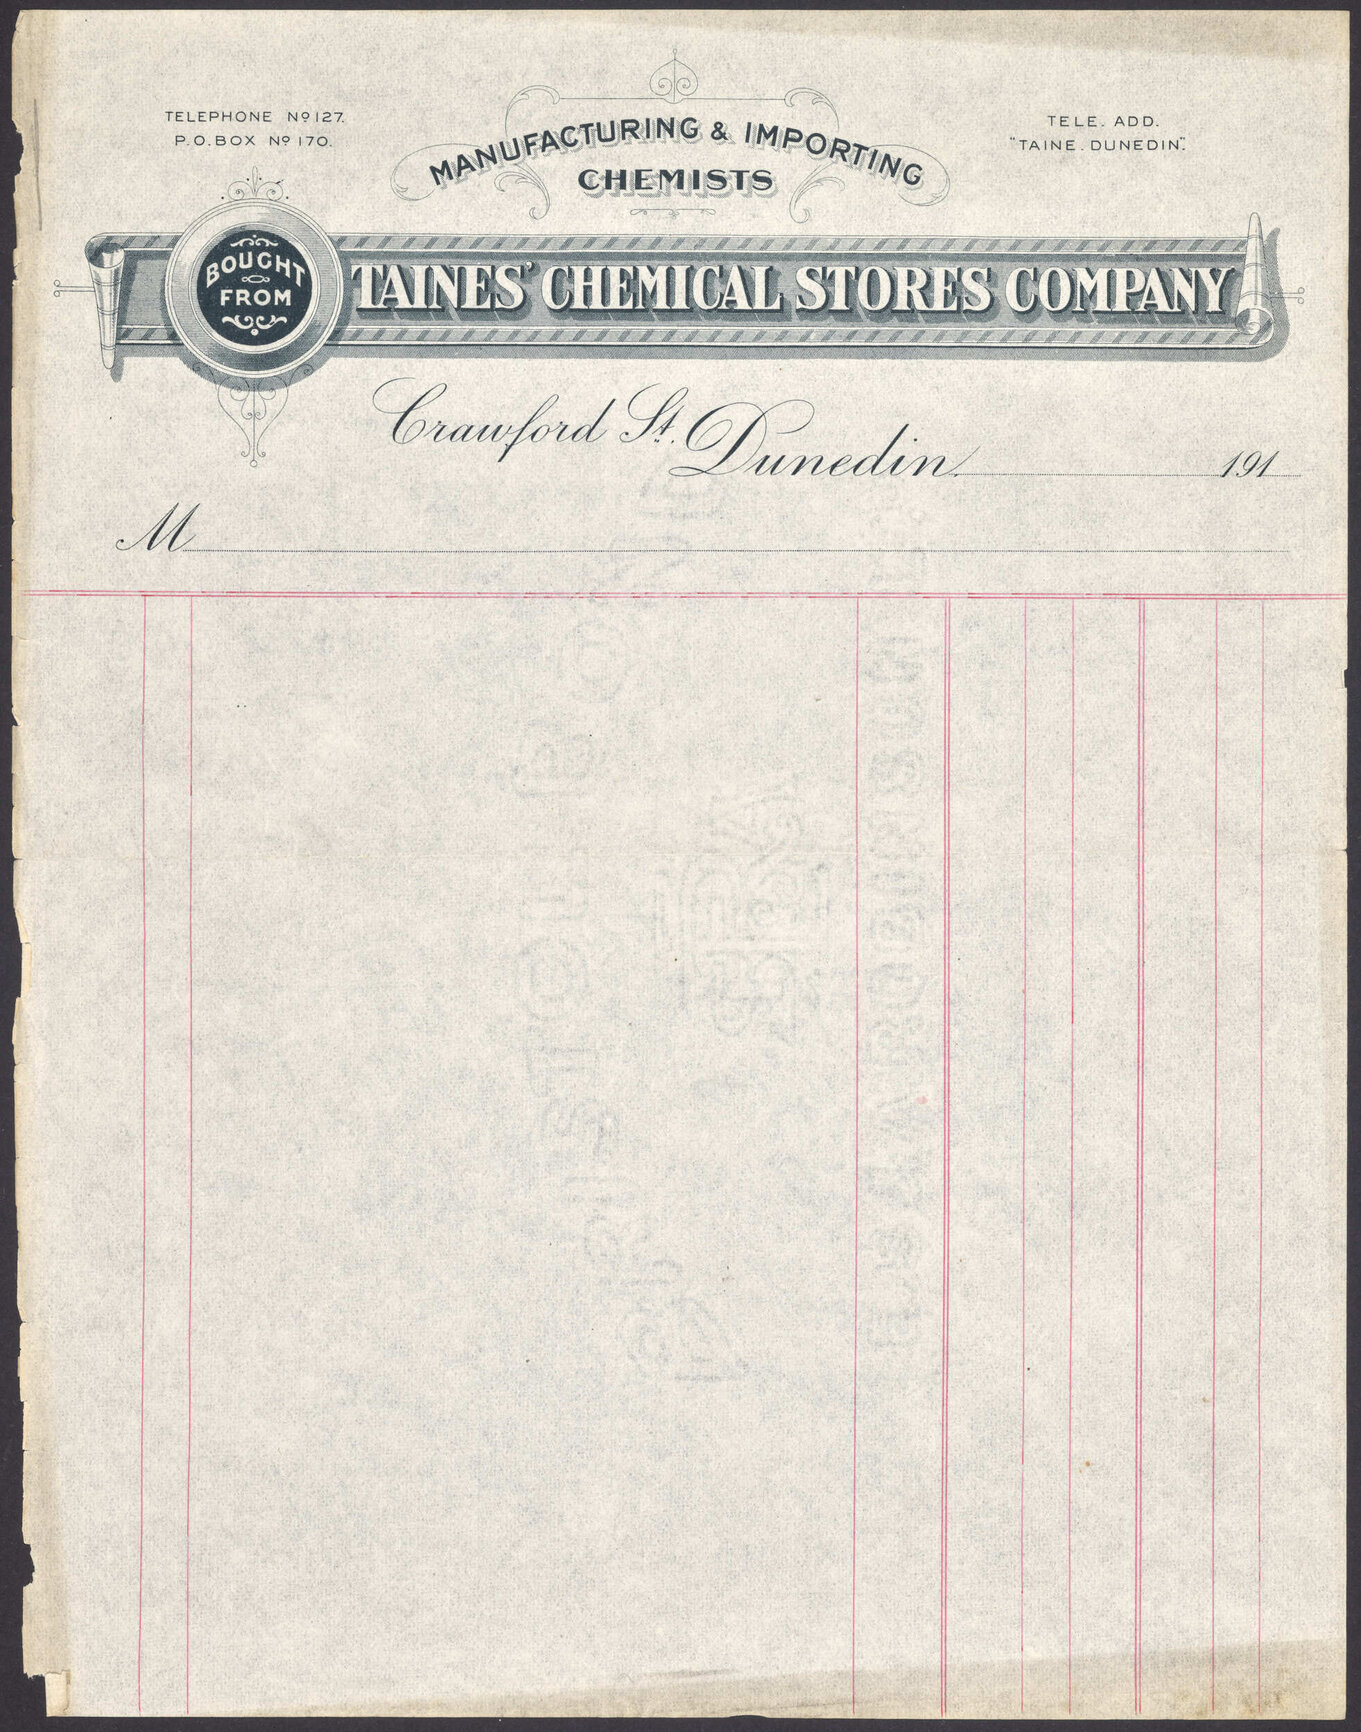 TELEPHONE Nº 127.
P.O. BOX Nº 170.
MANUFACTURING & IMPORTING
CHEMISTS
TELE. ADD.
"TAINE. DUNEDIN".
BOUGHT
FROM
TAINES' CHEMICAL STORES COMPANY
Crawford St. Dunedin. 191
M